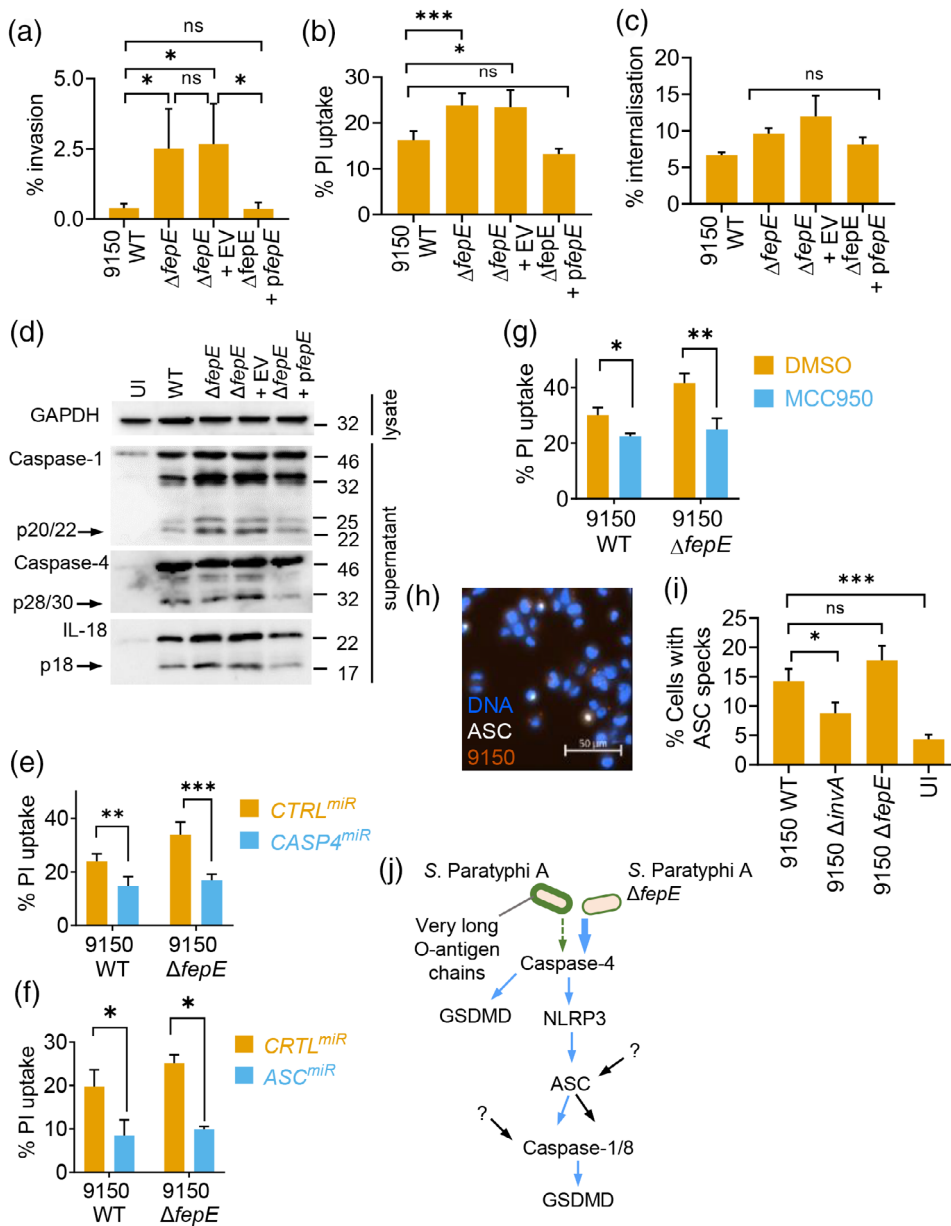 (a)
ns
*
*
ns
*
% invasion
5.0
2.5
0.0
9150
WT
ΔfepE
ΔfepE
+ EV
ΔfepE
+ pfepE
(b)
***
*
ns
% PI uptake
40
30
20
10
0
9150
WT
ΔfepE
ΔfepE
+ EV
ΔfepE
+ pfepE
(c)
ns
% internalisation
20
15
10
5
0
9150
WT
ΔfepE
ΔfepE
+ EV
ΔfepE
+ pfepE
(d)
UI
WT
ΔfepE
ΔfepE
+ EV
ΔfepE
+ pfepE
GAPDH
32
lysate
Caspase-1
46
32
25
p20/22
22
Caspase-4
46
p28/30
32
IL-18
22
p18
17
supernatant
(g)
*
**
DMSO
MCC950
% PI uptake
40
20
0
9150
WT
9150
ΔfepE
(h)
DNA
ASC
9150
50 µm
(i)
***
ns
*
% Cells with
ASC specks
25
20
15
10
5
0
9150 WT
9150 ΔinvA
9150 ΔfepE
UI
(e)
**
***
CTRLmiR
CASP4miR
% PI uptake
60
40
20
0
9150
WT
9150
ΔfepE
(f)
*
*
CRTLmiR
ASCmiR
% PI uptake
30
20
10
0
9150
WT
9150
ΔfepE
(j)
S. Paratyphi A
S. Paratyphi A
ΔfepE
Very long
O-antigen
chains
Caspase-4
GSDMD
NLRP3
?
ASC
?
Caspase-1/8
GSDMD